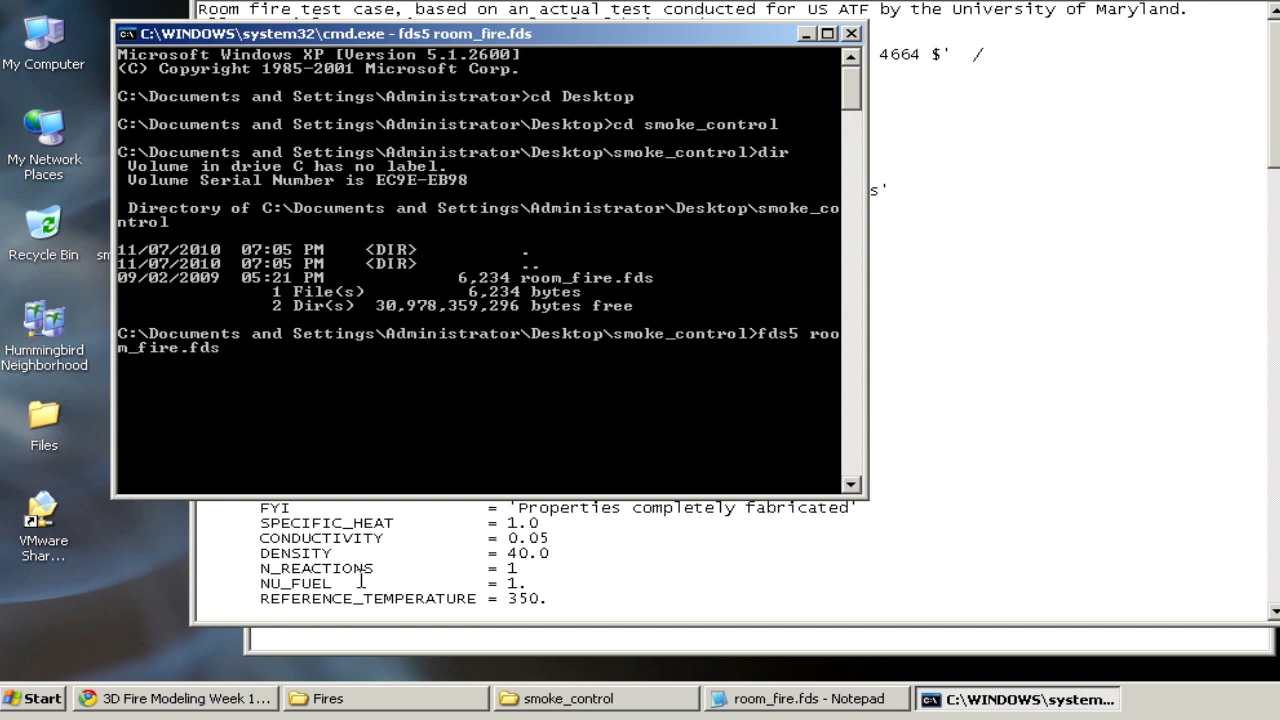 Room fire test case, based on an actual test conducted for US ATF by the University of Maryland.
4664 $'  /
s'
My Computer
My Network
Places
Recycle Bin
sm
Hummingbird
Neighborhood
Files
VMware
Shar...
C:\WINDOWS\system32\cmd.exe - fds5 room_fire.fds
Microsoft Windows XP [Version 5.1.2600]
(C) Copyright 1985-2001 Microsoft Corp.
C:\Documents and Settings\Administrator>cd Desktop
C:\Documents and Settings\Administrator\Desktop>cd smoke_control
C:\Documents and Settings\Administrator\Desktop\smoke_control>dir
Volume in drive C has no label.
Volume Serial Number is EC9E-EB98
Directory of C:\Documents and Settings\Administrator\Desktop\smoke_co
ntrol
11/07/2010  07:05 PM    <DIR>          .
11/07/2010  07:05 PM    <DIR>          ..
09/02/2009  05:21 PM             6,234 room_fire.fds
1 File(s)          6,234 bytes
2 Dir(s)  30,978,359,296 bytes free
C:\Documents and Settings\Administrator\Desktop\smoke_control>fds5 roo
m_fire.fds
FYI = 'Properties completely fabricated'
SPECIFIC_HEAT = 1.0
CONDUCTIVITY = 0.05
DENSITY = 40.0
N_REACTIONS = 1
NU_FUEL = 1.
REFERENCE_TEMPERATURE = 350.
Start
3D Fire Modeling Week 1...
Fires
smoke_control
room_fire.fds - Notepad
C:\WINDOWS\system...